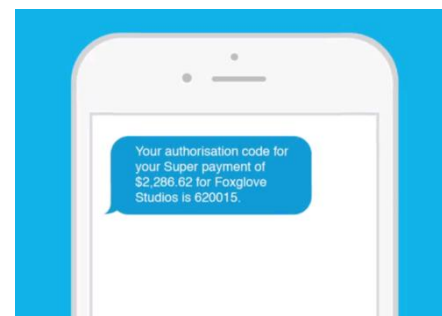 Your authorisation code for
your Super payment of
$2,286.62 for Foxglove
Studios is 620015.